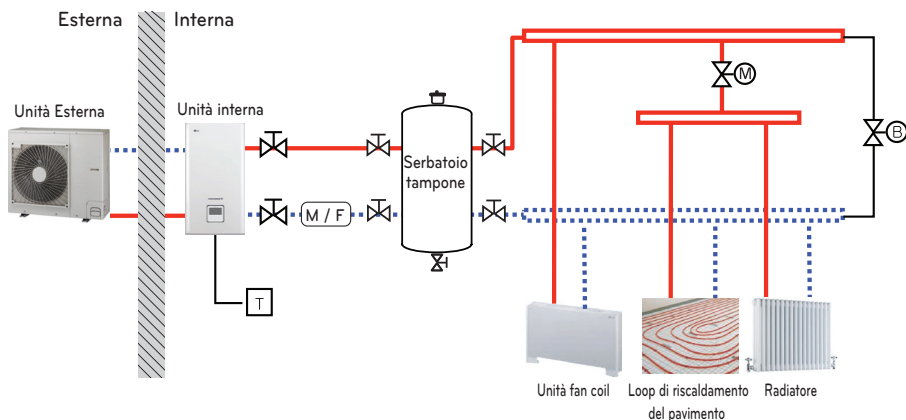 Esterna
Interna
Unità Esterna
Unità interna
M
B
Serbatoio
tampone
M / F
T
Unità fan coil
Loop di riscaldamento
del pavimento
Radiatore